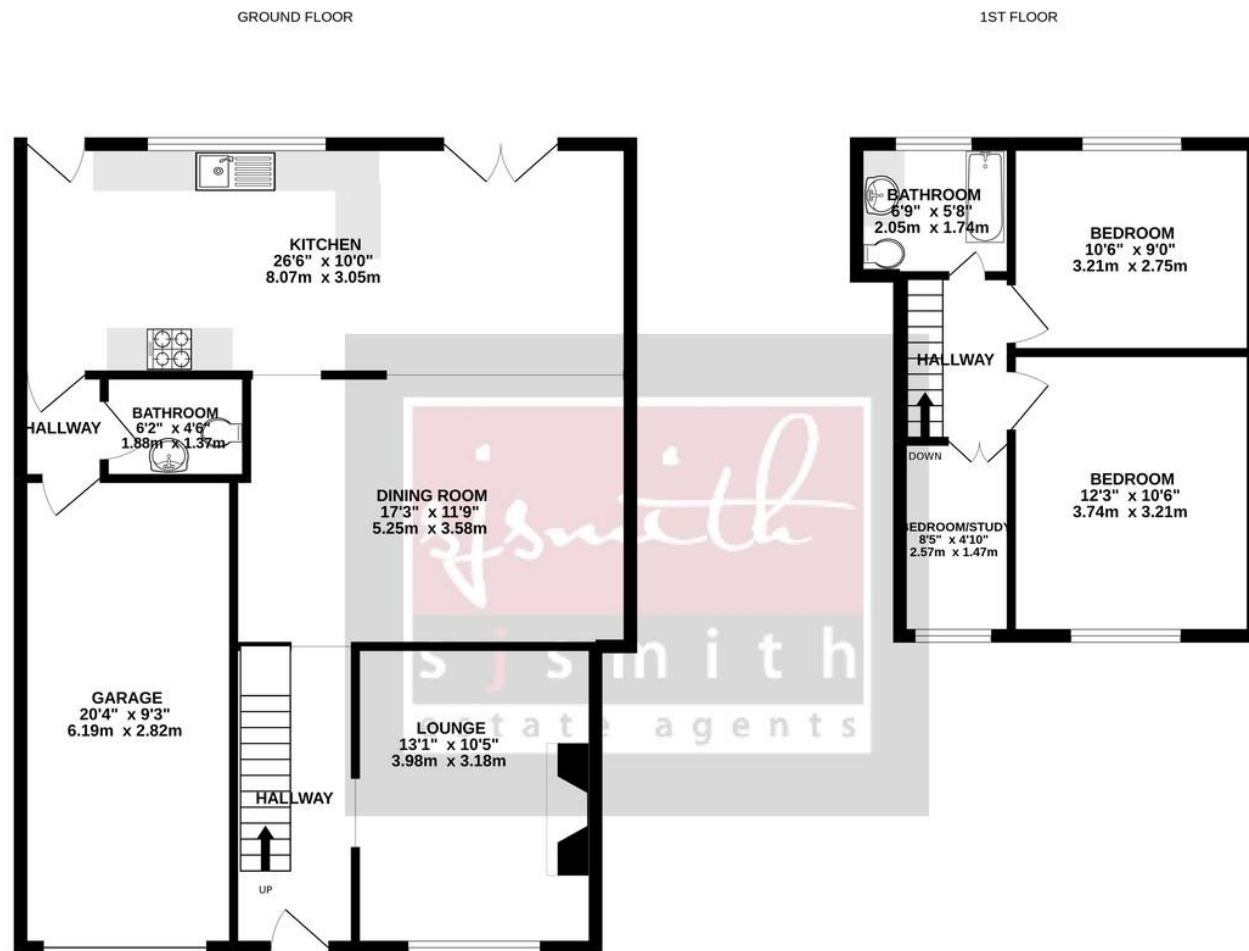 GROUND FLOOR
1ST FLOOR
KITCHEN
26'6" x 10'0"
8.07m x 3.05m
HALLWAY
BATHROOM
6'2" x 4'6"
1.88m x 1.37m
DINING ROOM
17'3" x 11'9"
5.25m x 3.58m
GARAGE
20'4" x 9'3"
6.19m x 2.82m
HALLWAY
UP
LOUNGE
13'1" x 10'5"
3.98m x 3.18m
BATHROOM
6'9" x 5'8"
2.05m x 1.74m
BEDROOM
10'6" x 9'0"
3.21m x 2.75m
HALLWAY
DOWN
BEDROOM/STUDY
8'5" x 4'10"
2.57m x 1.47m
BEDROOM
12'3" x 10'6"
3.74m x 3.21m
sjsmith
sjsmith
estate agents